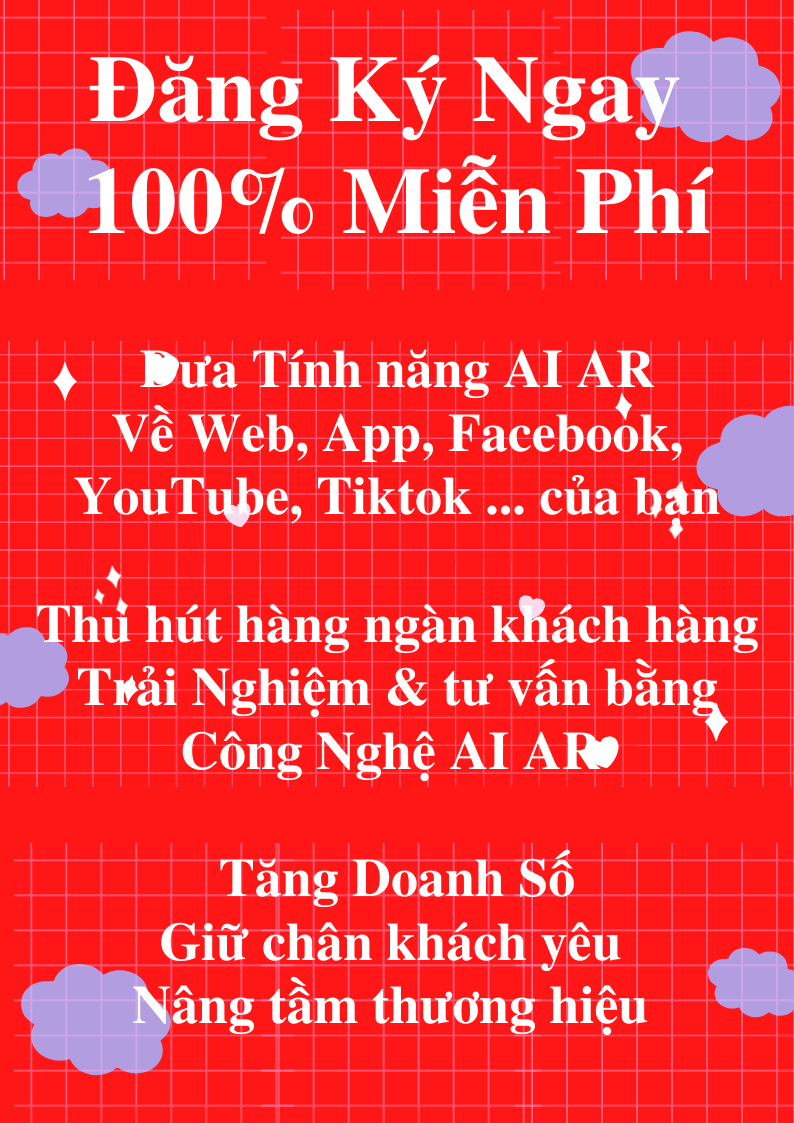 Đăng Ký Ngay
100% Miễn Phí
Đưa Tính năng AI AR
Về Web, App, Facebook,
YouTube, Tiktok ... của bạn
Thu hút hàng ngàn khách hàng
Trải Nghiệm & tư vấn bằng
Công Nghệ AI AR
Tăng Doanh Số
Giữ chân khách yêu
Nâng tầm thương hiệu